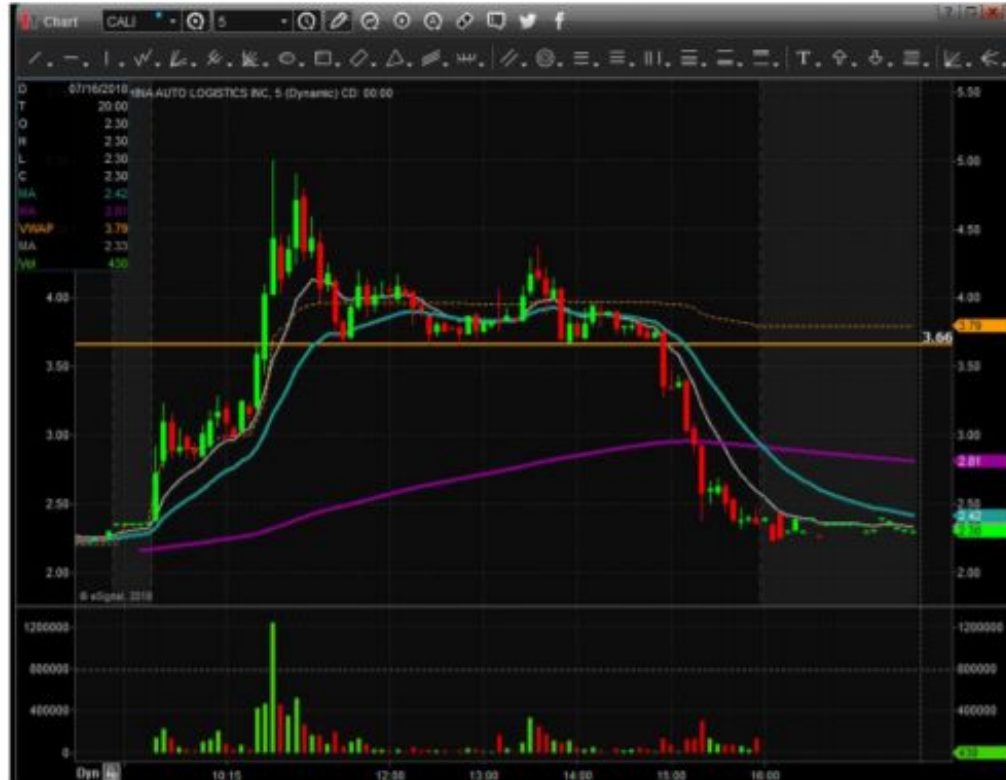 Chart CALI 5
D 07/16/2018 INA AUTO LOGISTICS INC, 5 (Dynamic) CD: 00:00
T 20:00
O 2.30
H 2.30
L 2.30
C 2.30
MA 2.42
MA 2.81
VWAP 3.79
MA 2.33
Vol 430
5.50
5.00
4.50
4.00 4.00
3.79
3.66
3.50 3.50
3.00 3.00
2.81
2.50 2.50
2.42
2.00 2.00
© eSignal, 2018
1200000 1200000
800000 800000
400000 400000
0 430
Dyn 10:15 12:00 13:00 14:00 15:00 16:00